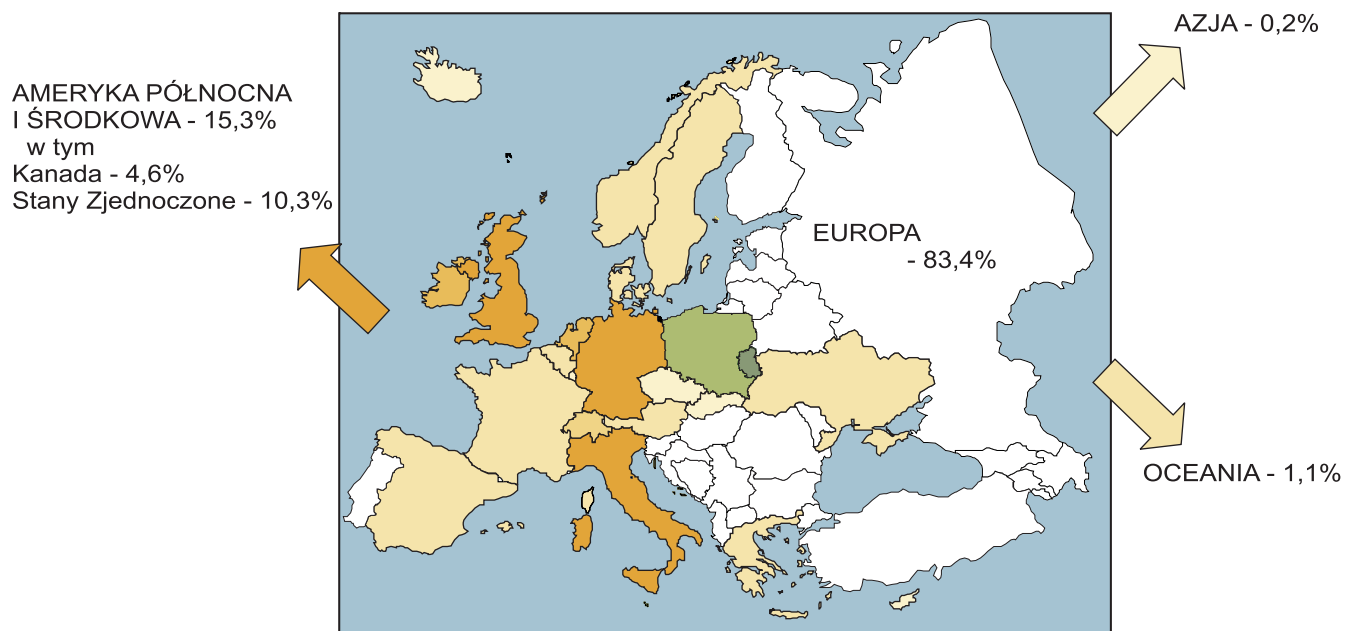 AZJA - 0,2%
AMERYKA PÓŁNOCNA
I ŚRODKOWA - 15,3%
w tym
Kanada - 4,6%
Stany Zjednoczone - 10,3%
EUROPA
- 83,4%
OCEANIA - 1,1%